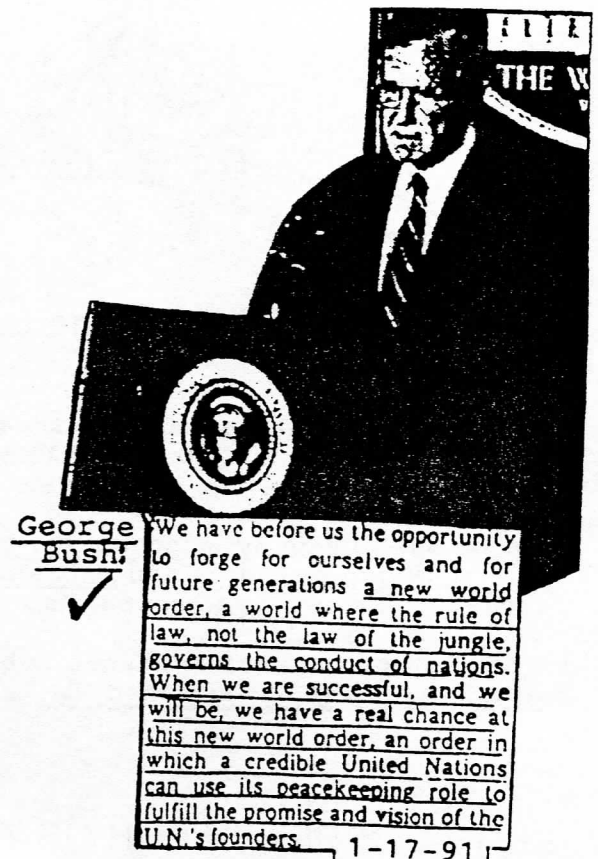 THE W
George
Bush:
We have before us the opportunity
to forge for ourselves and for
future generations a new world
order, a world where the rule of
law, not the law of the jungle,
governs the conduct of nations.
When we are successful, and we
will be, we have a real chance at
this new world order, an order in
which a credible United Nations
can use its peacekeeping role to
fulfill the promise and vision of the
U.N.'s founders.
1-17-91